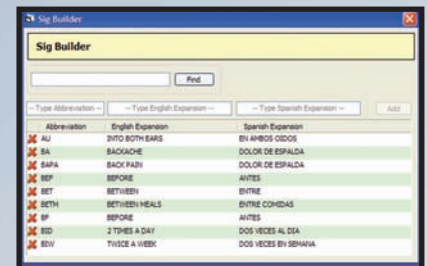 Sig Builder
Sig Builder
Find
-- Type Abbreviation -- -- Type English Expansion -- -- Type Spanish Expansion -- Add
Abbreviation English Expansion Spanish Expansion
AU INTO BOTH EARS EN AMBOS OIDOS
BA BACKACHE DOLOR DE ESPALDA
BAPA BACK PAIN DOLOR DE ESPALDA
BEF BEFORE ANTES
BET BETWEEN ENTRE
BETM BETWEEN MEALS ENTRE COMIDAS
BF BEFORE ANTES
BID 2 TIMES A DAY DOS VECES AL DIA
BIW TWICE A WEEK DOS VECES EN SEMANA